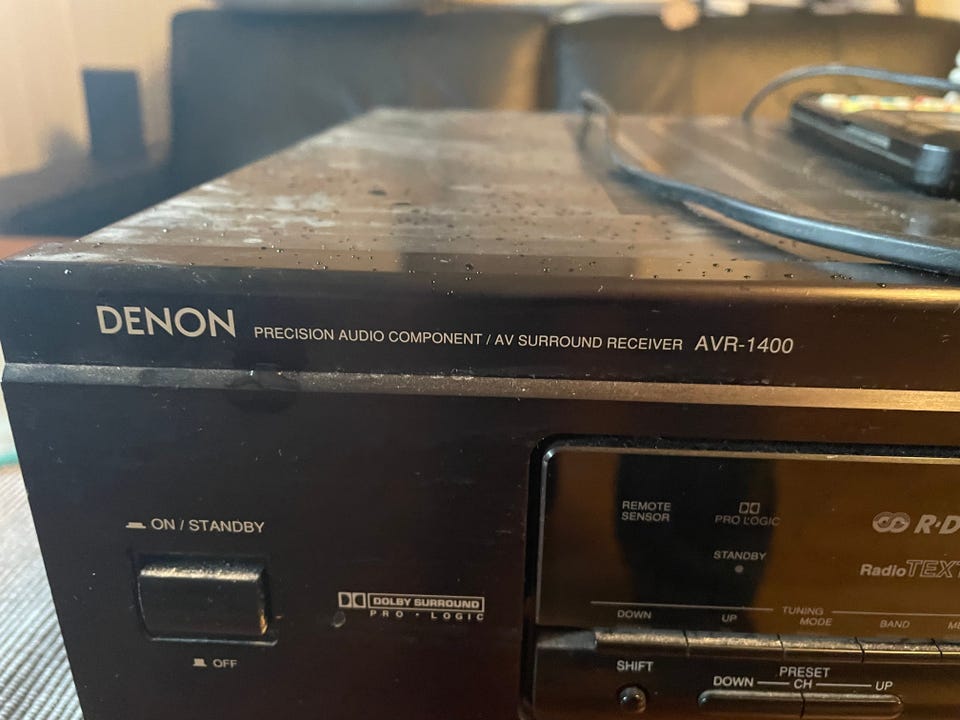 DENON PRECISION AUDIO COMPONENT / AV SURROUND RECEIVER AVR-1400
ON / STANDBY
OFF
DOLBY SURROUND
PRO · LOGIC
REMOTE
SENSOR
PRO LOGIC
STANDBY
R·D
RadioTEXT
DOWN UP TUNING
MODE BAND
SHIFT
PRESET
DOWN CH UP